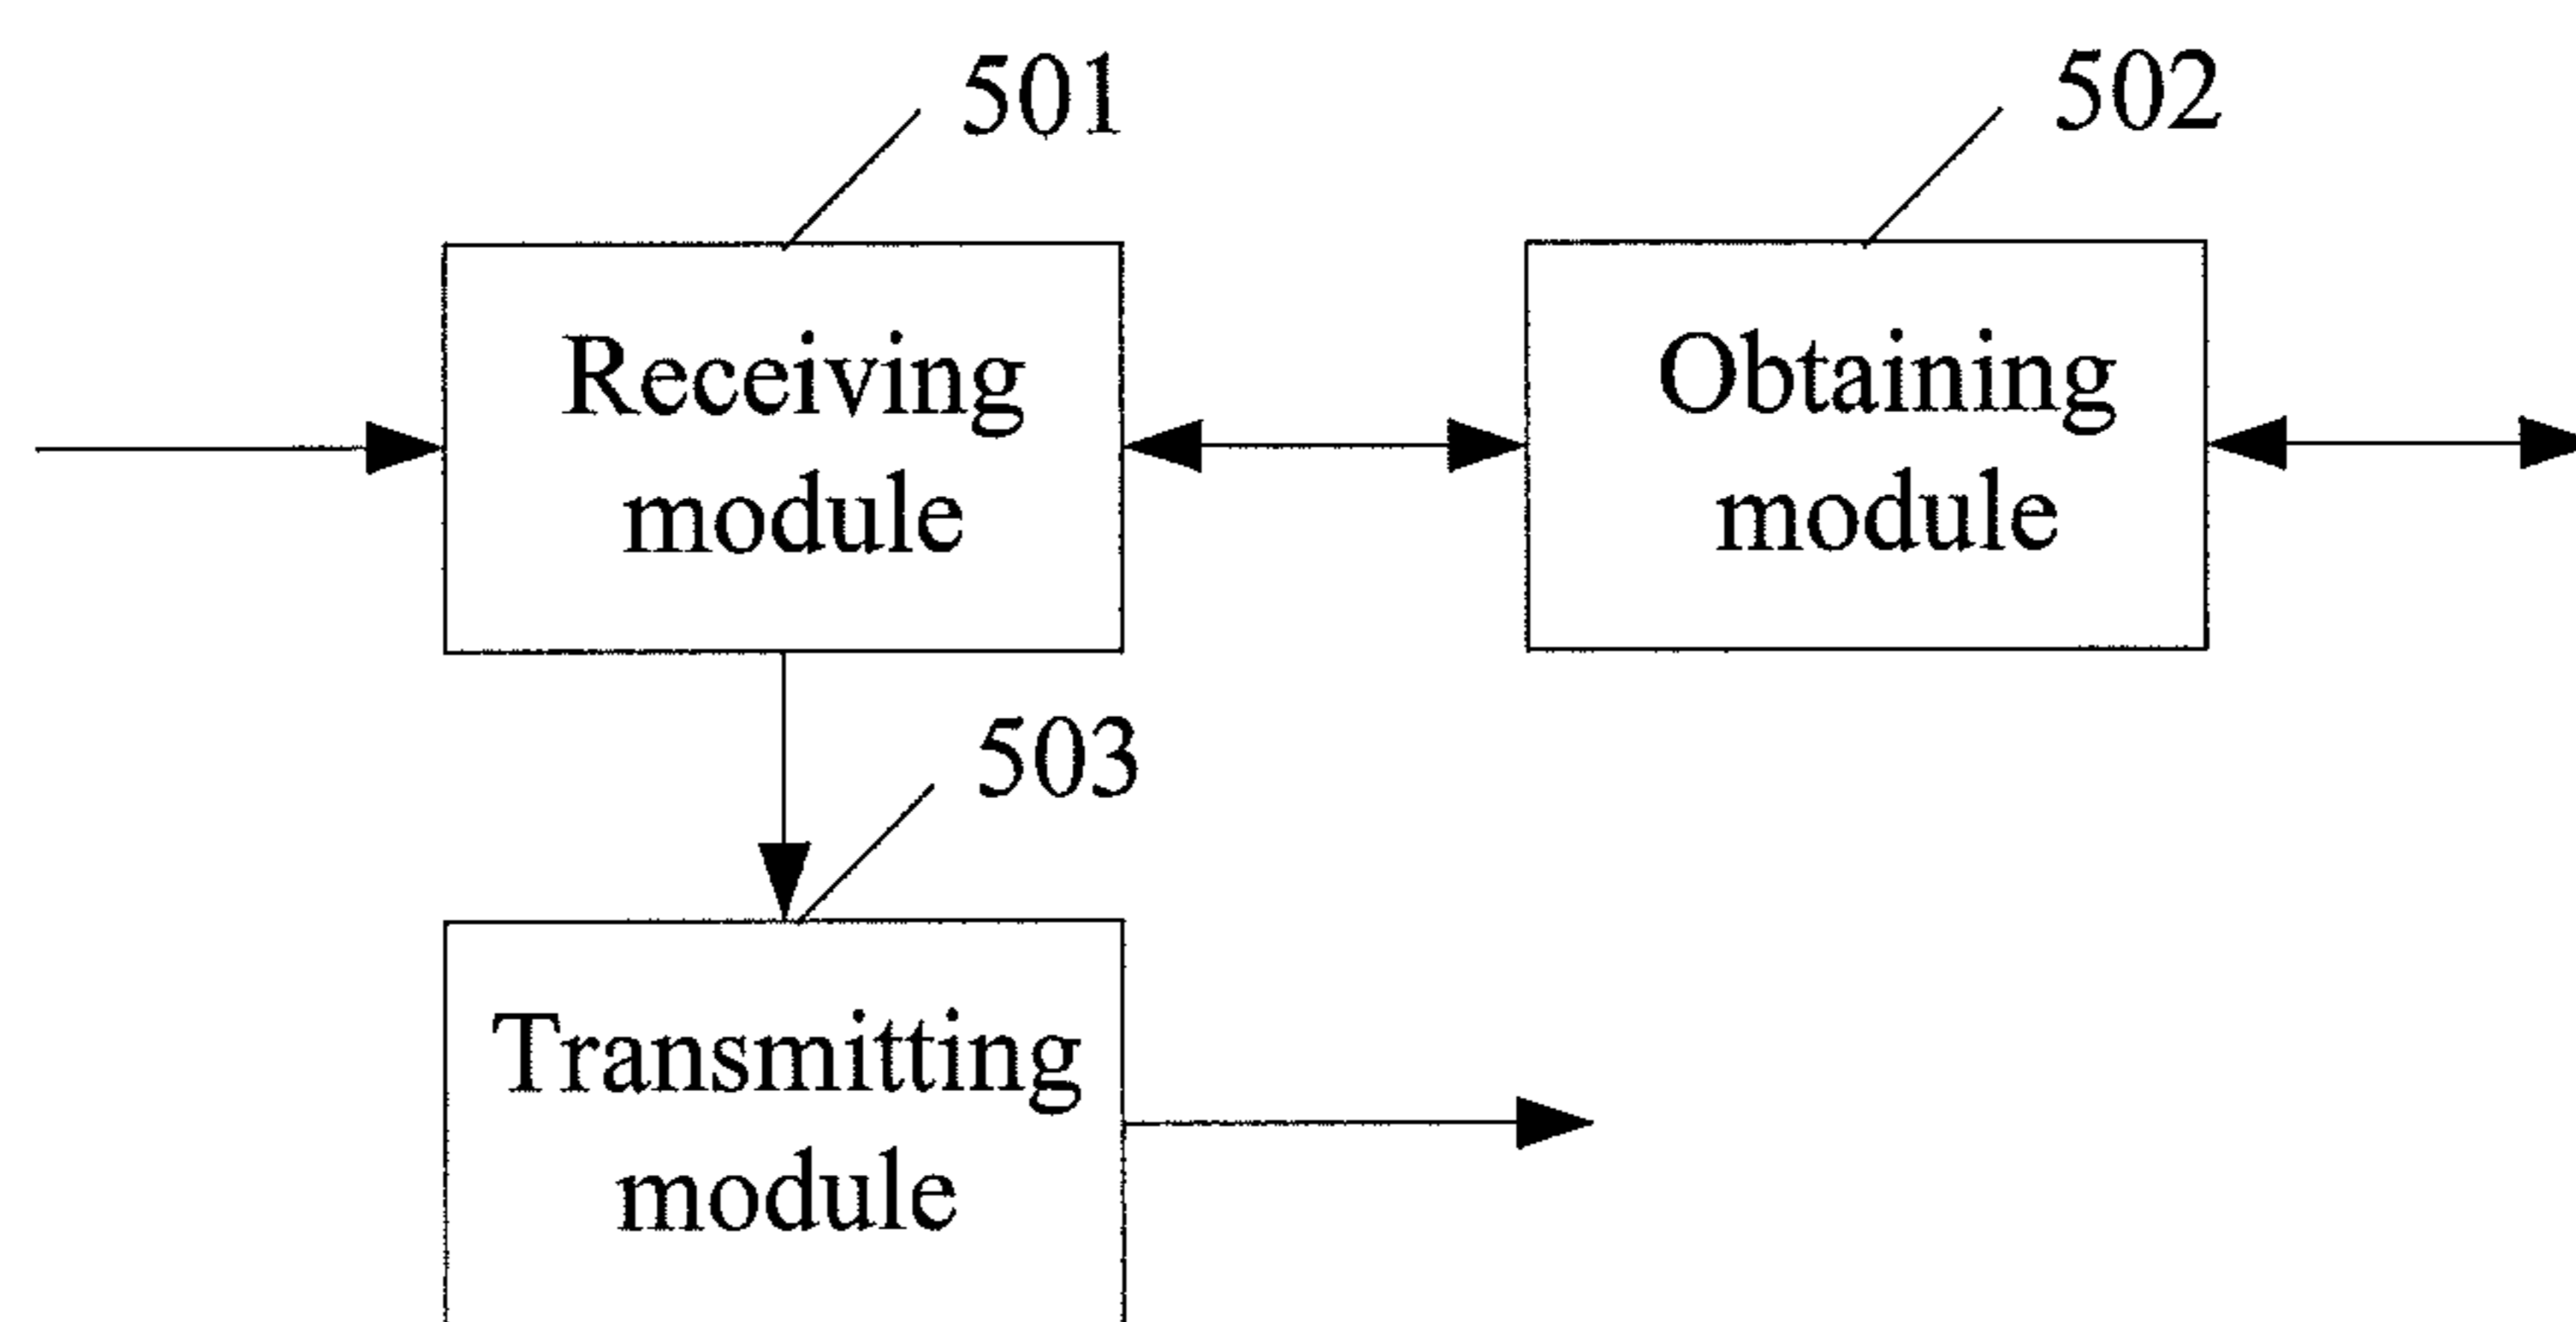 501
502
Receiving
module
Obtaining
module
503
Transmitting
module